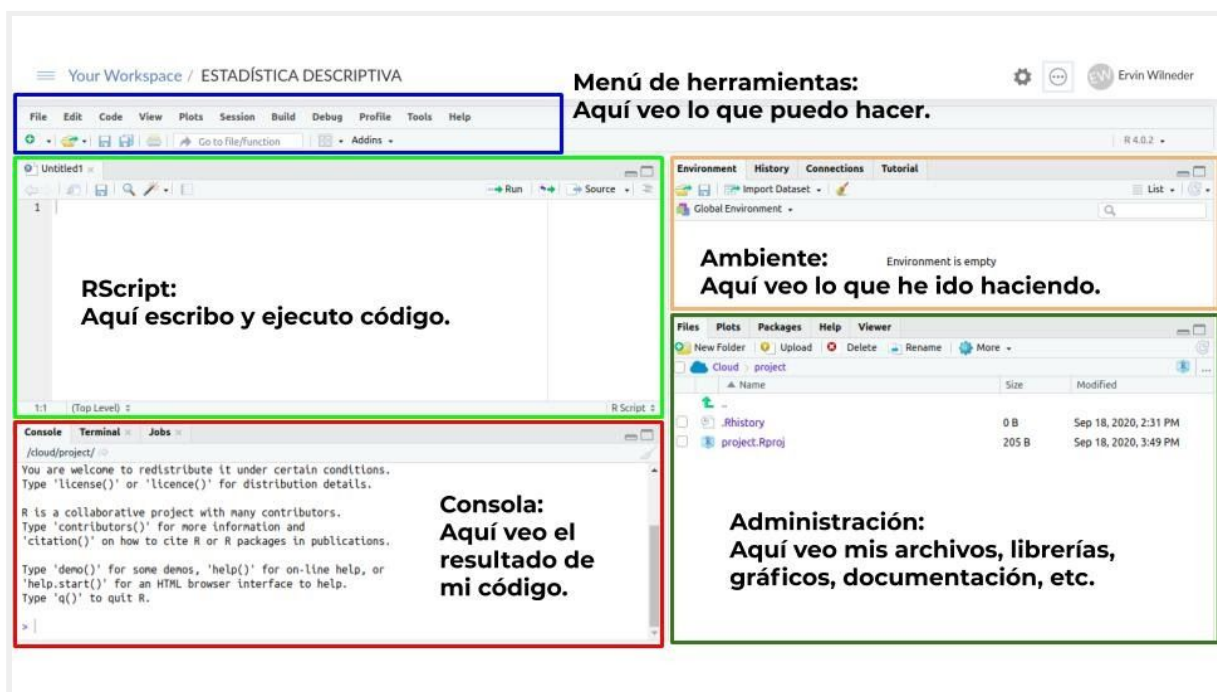 Your Workspace / ESTADÍSTICA DESCRIPTIVA
EW Ervin Wilneder
Menú de herramientas:
Aquí veo lo que puedo hacer.
File Edit Code View Plots Session Build Debug Profile Tools Help
Go to file/function Addins R 4.0.2
Untitled1
Run Source
1
RScript:
Aquí escribo y ejecuto código.
1:1 (Top Level) R Script
Environment History Connections Tutorial
Import Dataset List
Global Environment
Environment is empty
Ambiente:
Aquí veo lo que he ido haciendo.
Console Terminal Jobs
/cloud/project/
You are welcome to redistribute it under certain conditions.
Type 'license()' or 'licence()' for distribution details.
R is a collaborative project with many contributors.
Type 'contributors()' for more information and
'citation()' on how to cite R or R packages in publications.
Type 'demo()' for some demos, 'help()' for on-line help, or
'help.start()' for an HTML browser interface to help.
Type 'q()' to quit R.
>
Consola:
Aquí veo el
resultado de
mi código.
Files Plots Packages Help Viewer
New Folder Upload Delete Rename More
Cloud project ...
Name Size Modified
..
.Rhistory 0 B Sep 18, 2020, 2:31 PM
project.Rproj 205 B Sep 18, 2020, 3:49 PM
Administración:
Aquí veo mis archivos, librerías,
gráficos, documentación, etc.